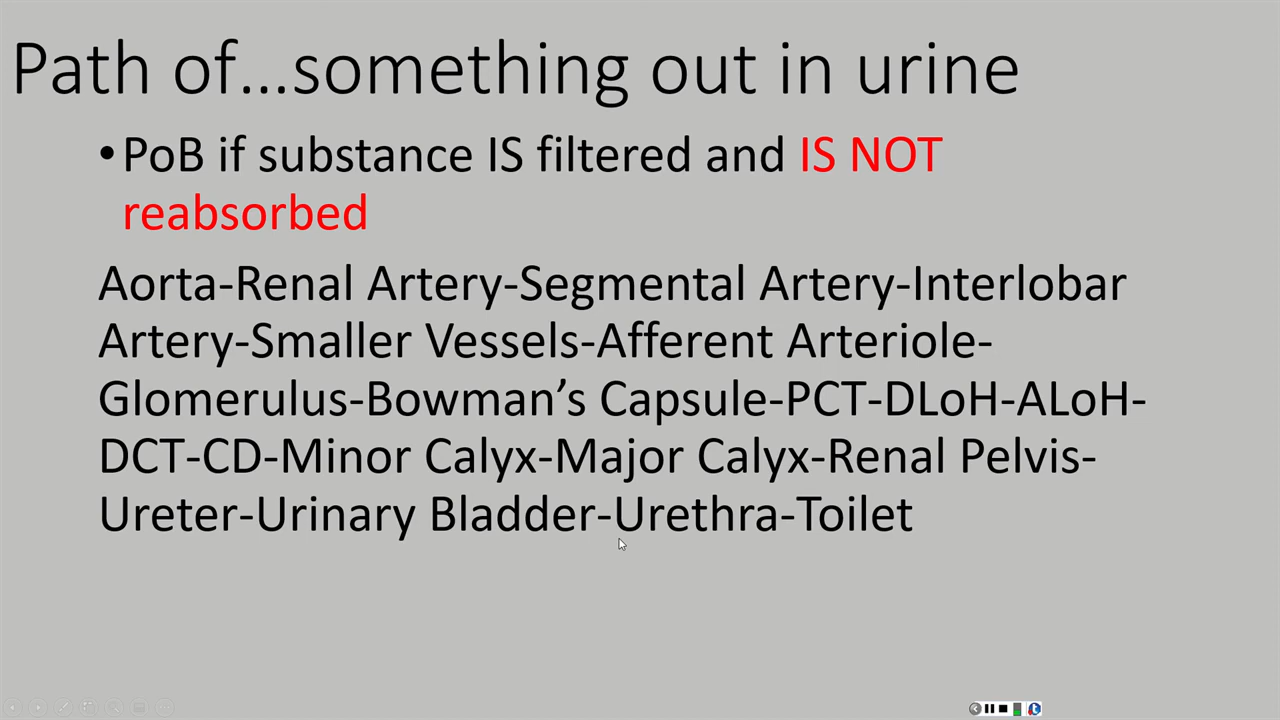 Path of...something out in urine
•PoB if substance IS filtered and IS NOT
reabsorbed
Aorta-Renal Artery-Segmental Artery-Interlobar
Artery-Smaller Vessels-Afferent Arteriole-
Glomerulus-Bowman’s Capsule-PCT-DLoH-ALoH-
DCT-CD-Minor Calyx-Major Calyx-Renal Pelvis-
Ureter-Urinary Bladder-Urethra-Toilet